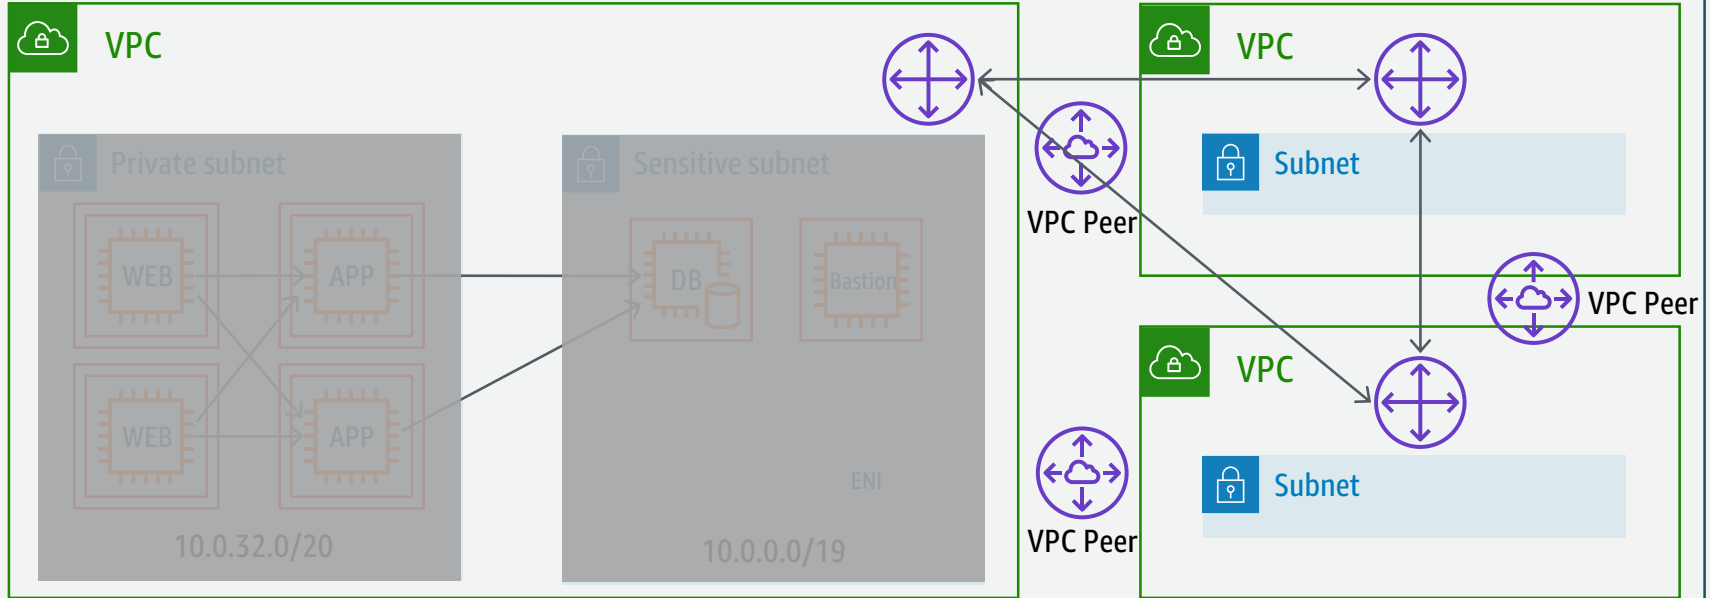 VPC
VPC
Private subnet
Sensitive subnet
Subnet
VPC Peer
WEB
APP
DB
Bastion
VPC Peer
VPC
WEB
APP
ENI
Subnet
VPC Peer
10.0.32.0/20
10.0.0.0/19